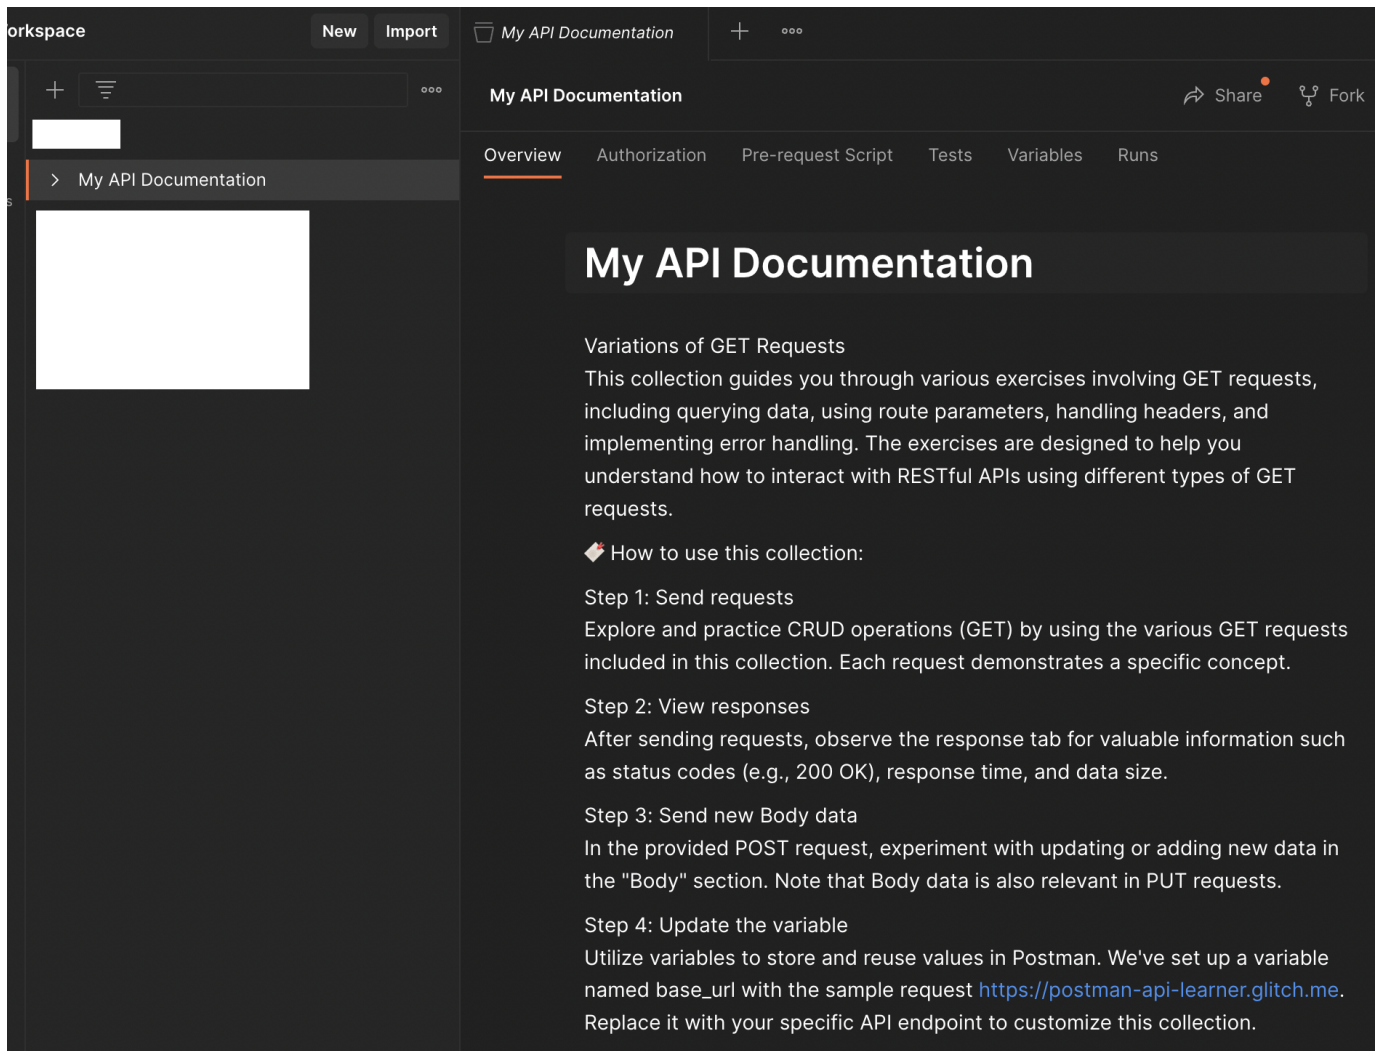 orkspace
New
Import
My API Documentation
My API Documentation
Share
Fork
Overview
Authorization
Pre-request Script
Tests
Variables
Runs
My API Documentation
s
My API Documentation
Variations of GET Requests
This collection guides you through various exercises involving GET requests,
including querying data, using route parameters, handling headers, and
implementing error handling. The exercises are designed to help you
understand how to interact with RESTful APIs using different types of GET
requests.
How to use this collection:
Step 1: Send requests
Explore and practice CRUD operations (GET) by using the various GET requests
included in this collection. Each request demonstrates a specific concept.
Step 2: View responses
After sending requests, observe the response tab for valuable information such
as status codes (e.g., 200 OK), response time, and data size.
Step 3: Send new Body data
In the provided POST request, experiment with updating or adding new data in
the "Body" section. Note that Body data is also relevant in PUT requests.
Step 4: Update the variable
Utilize variables to store and reuse values in Postman. We've set up a variable
named base_url with the sample request https://postman-api-learner.glitch.me.
Replace it with your specific API endpoint to customize this collection.